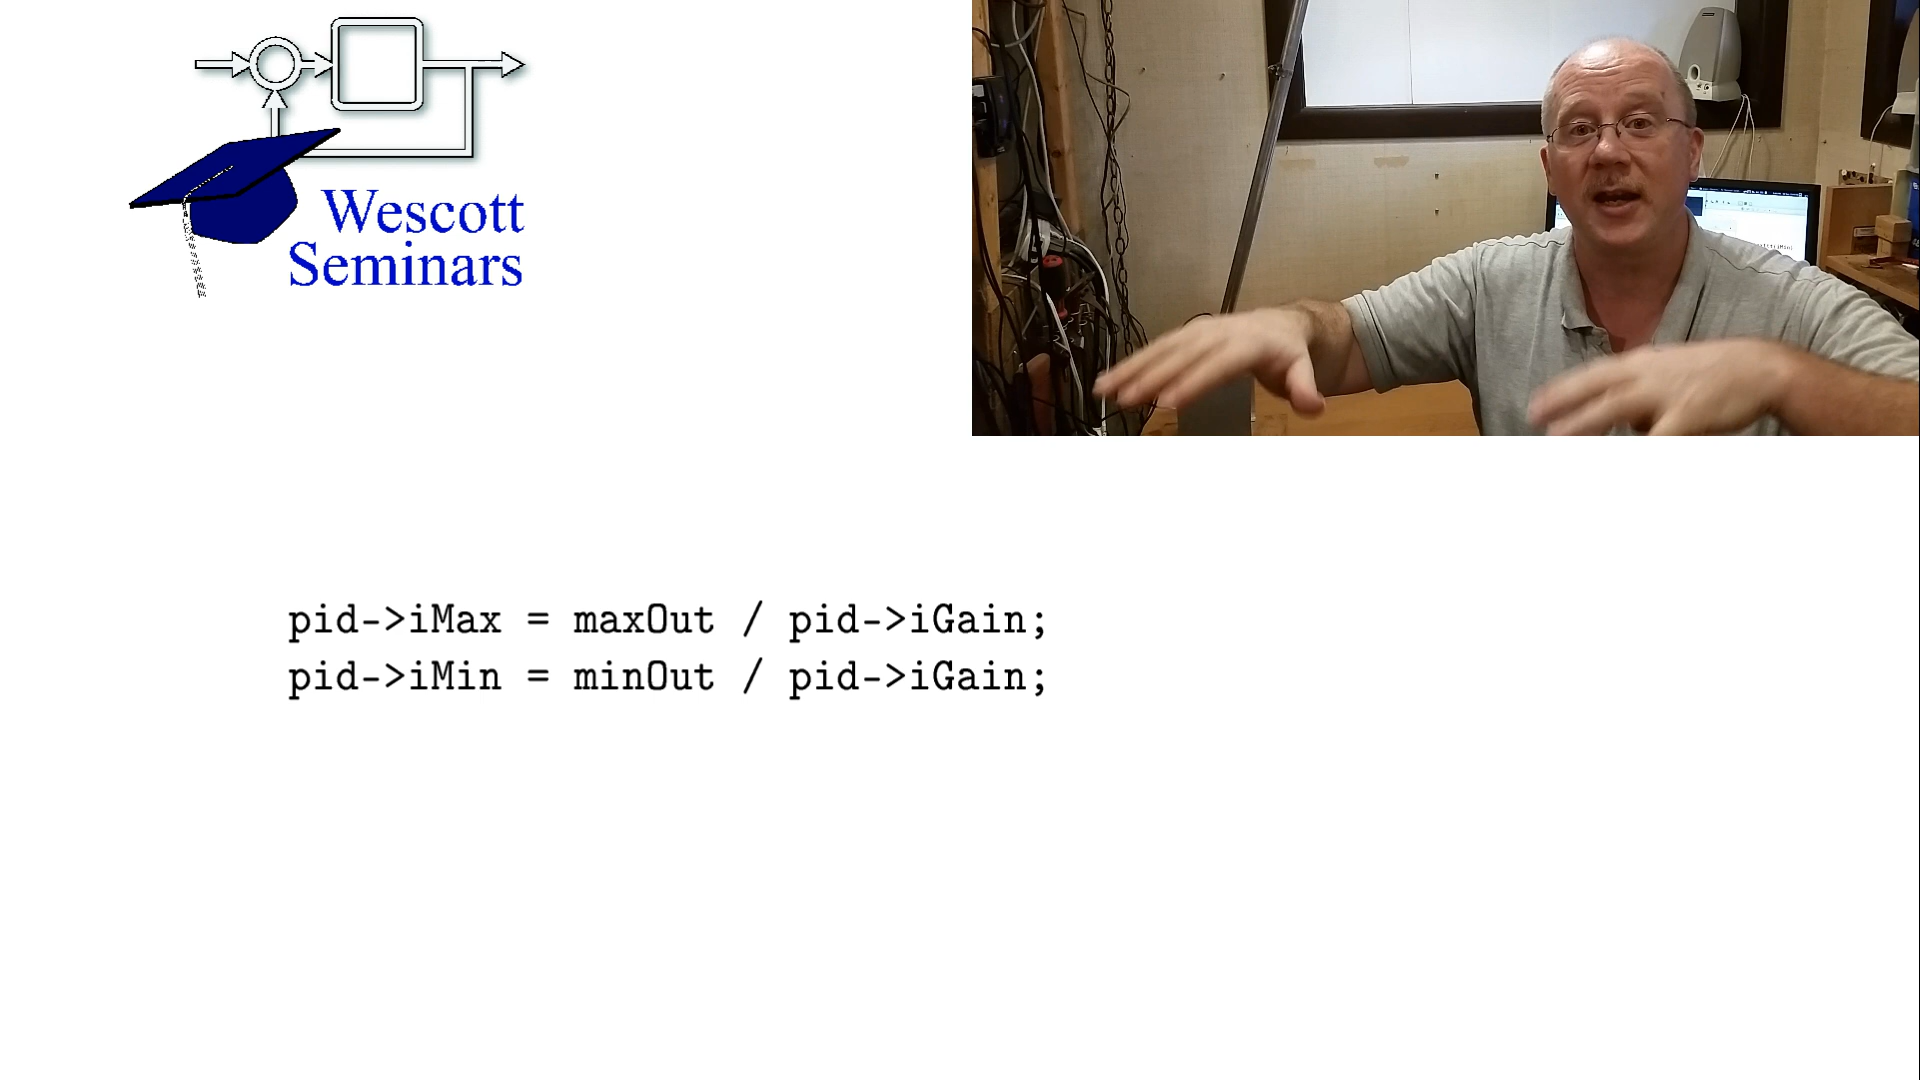 Wescott
Seminars
pid->iMax = maxOut / pid->iGain;
pid->iMin = minOut / pid->iGain;